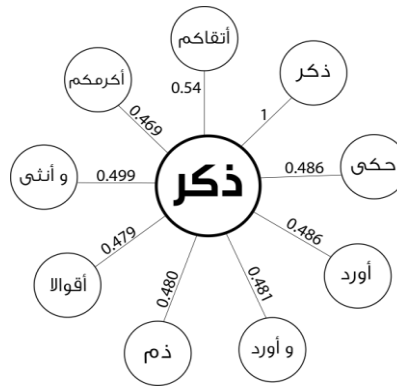 أتقاكم
ذكر
أكرمكم
0.54
1
0.469
حكى
0.486
ذكر
0.499
و أنثى
0.486
0.479
أورد
أقوالا
0.480
0.481
و أورد
ذم